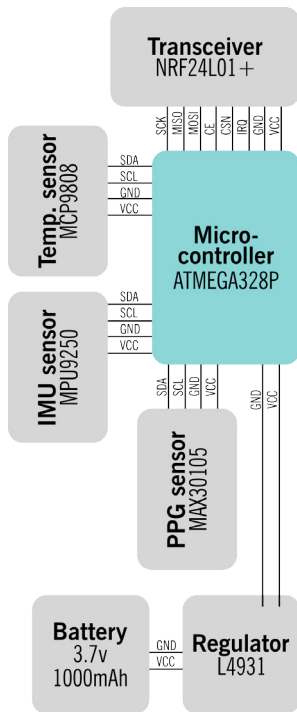 Transceiver
NRF24L01+
SCK
MISO
MOSI
CE
CSN
IRQ
GND
VCC
Temp. sensor
MCP9808
SDA
SCL
GND
VCC
Micro-
controller
ATMEGA328P
IMU sensor
MPU9250
SDA
SCL
GND
VCC
SDA
SCL
GND
VCC
GND
VCC
PPG sensor
MAX30105
Battery
3.7v
1000mAh
GND
VCC
Regulator
L4931